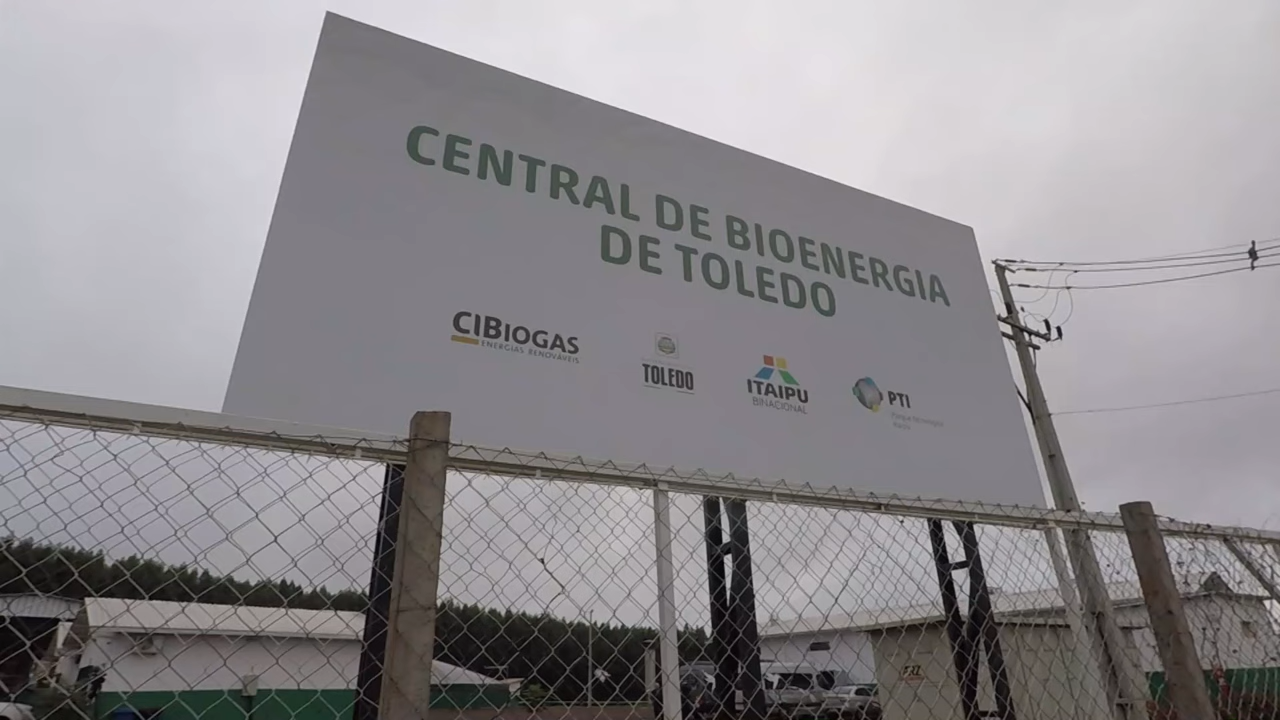 CENTRAL DE BIOENERGIA
DE TOLEDO
CIBIOGAS
ENERGIAS RENOVÁVEIS
TOLEDO
ITAIPU
BINACIONAL
PTI